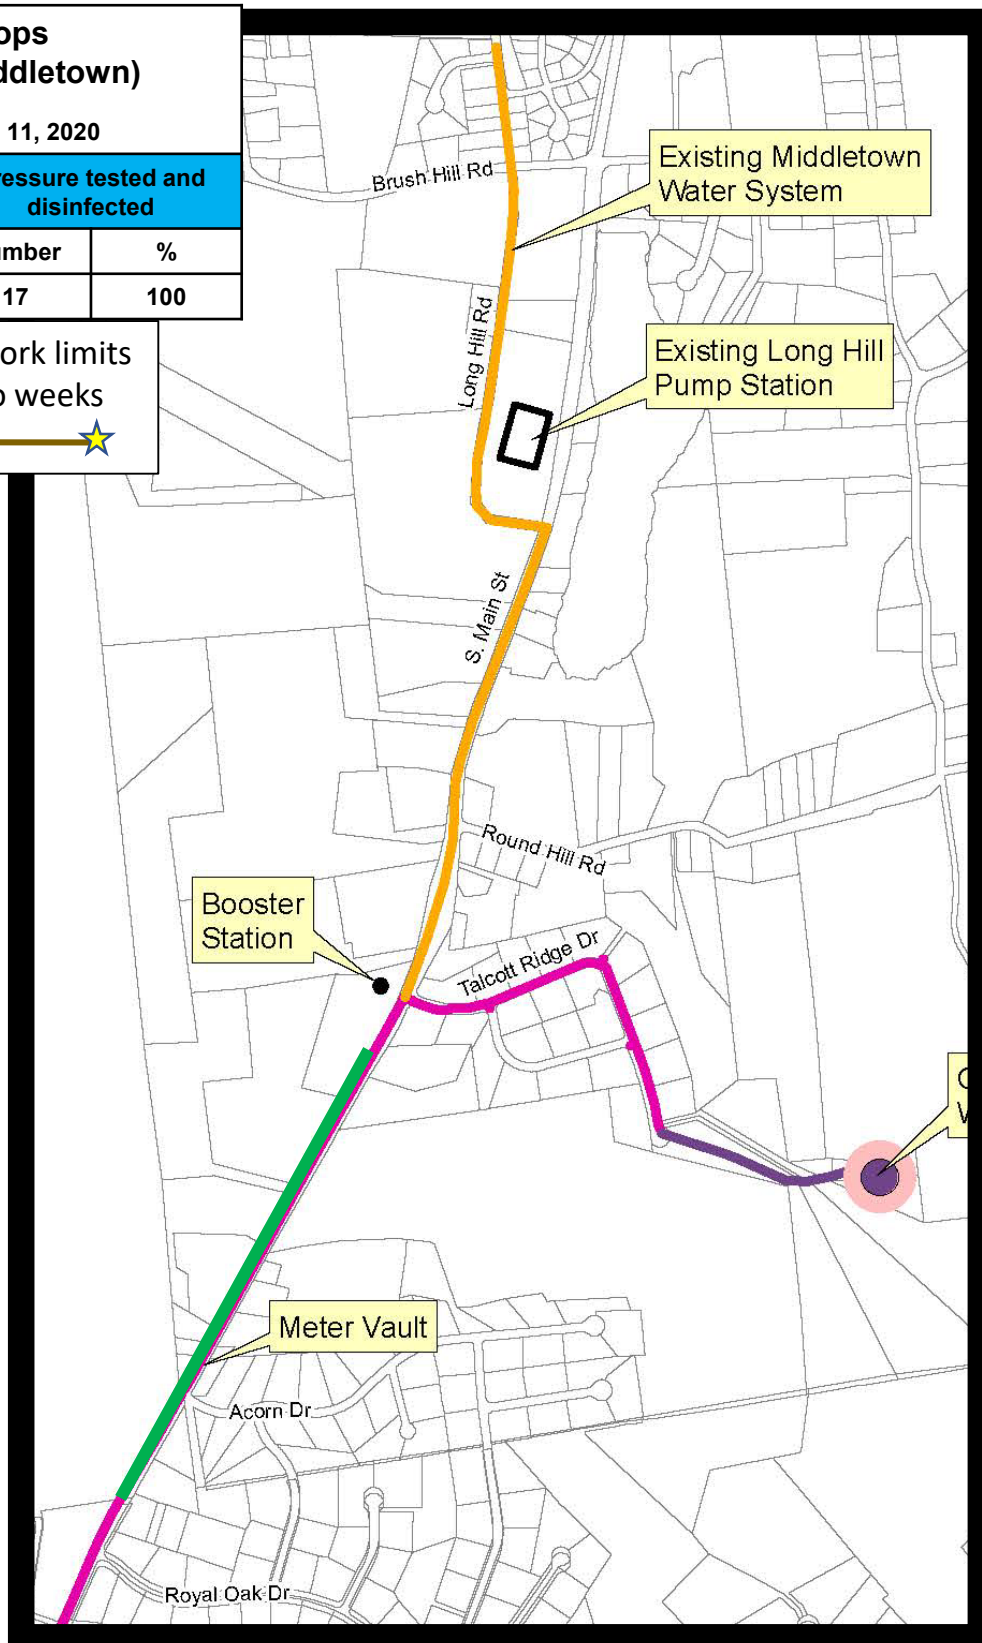 ops
ddletown)
11, 2020
ressure tested and
disinfected
mber
%
17
100
ork limits
o weeks
Brush Hill Rd
Existing Middletown
Water System
Long Hill Rd
Existing Long Hill
Pump Station
S. Main St
Round Hill Rd
Booster
Station
Talcott Ridge Dr
Meter Vault
Acorn Dr
Royal Oak Dr